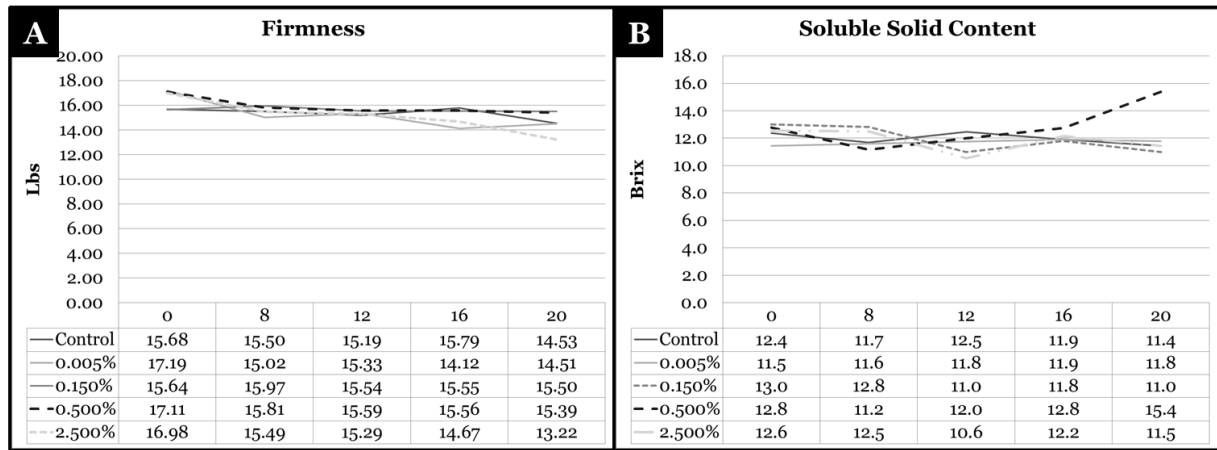 A
Firmness
20.00
18.00
16.00
14.00
12.00
10.00
8.00
6.00
4.00
2.00
0.00
Lbs
0 8 12 16 20
Control 15.68 15.50 15.19 15.79 14.53
0.005% 17.19 15.02 15.33 14.12 14.51
0.150% 15.64 15.97 15.54 15.55 15.50
0.500% 17.11 15.81 15.59 15.56 15.39
2.500% 16.98 15.49 15.29 14.67 13.22
B
Soluble Solid Content
18.0
16.0
14.0
12.0
10.0
8.0
6.0
4.0
2.0
0.0
Brix
0 8 12 16 20
Control 12.4 11.7 12.5 11.9 11.4
0.005% 11.5 11.6 11.8 11.9 11.8
0.150% 13.0 12.8 11.0 11.8 11.0
0.500% 12.8 11.2 12.0 12.8 15.4
2.500% 12.6 12.5 10.6 12.2 11.5